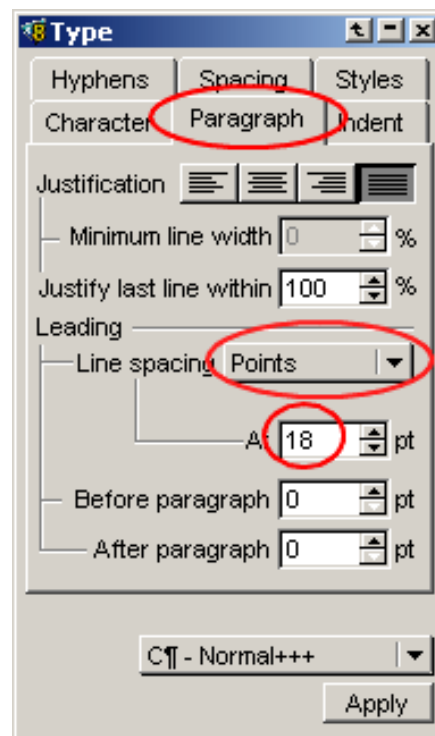 Type
Hyphens Spacing Styles
Character Paragraph Indent
Justification
Minimum line width 0 %
Justify last line within 100 %
Leading
Line spacing Points
At 18 pt
Before paragraph 0 pt
After paragraph 0 pt
C¶ - Normal+++
Apply